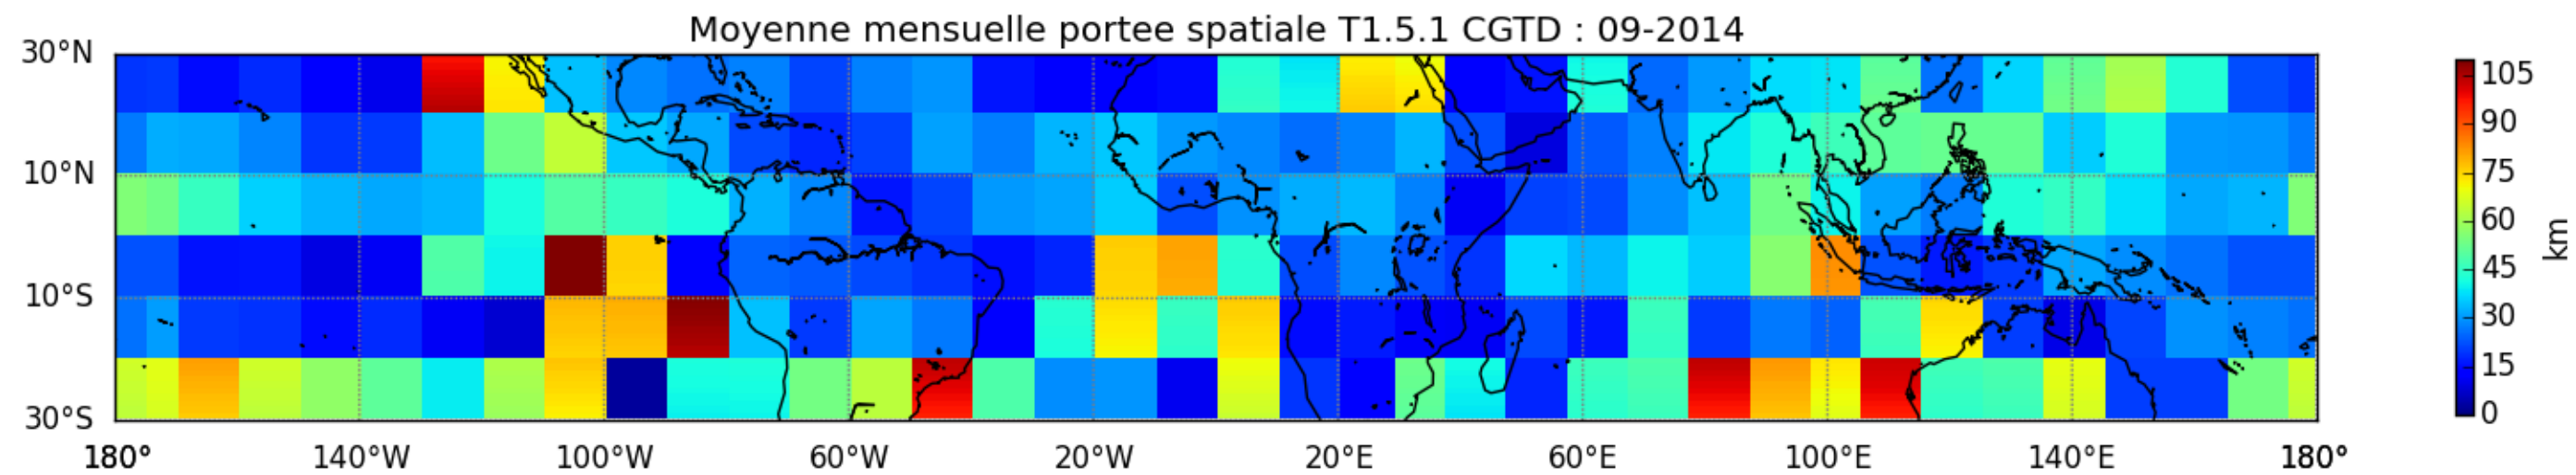 Moyenne mensuelle portee spatiale T1.5.1 CGTD : 09-2014
30°N
10°N
10°S
30°S
180° 140°W 100°W 60°W 20°W 20°E 60°E 100°E 140°E 180°
105
90
75
60
45
30
15
0
km